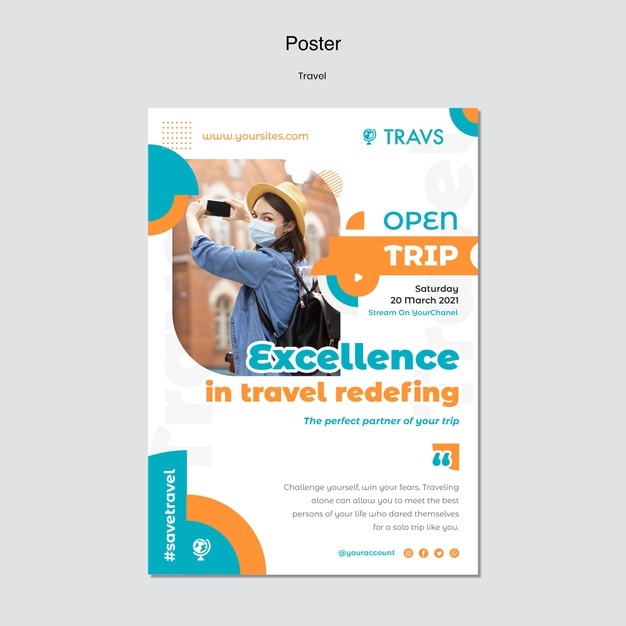 Poster
Travel
www.yoursites.com
TRAVS
OPEN
TRIP
Saturday
20 March 2021
Stream On YourChanel
Excellence
in travel redefing
The perfect partner of your trip
Challenge yourself, win your fears. Traveling
alone can allow you to meet the best
persons of your life who dared themselves
for a solo trip like you.
@youraccount
#savetravel
Travel
Travel